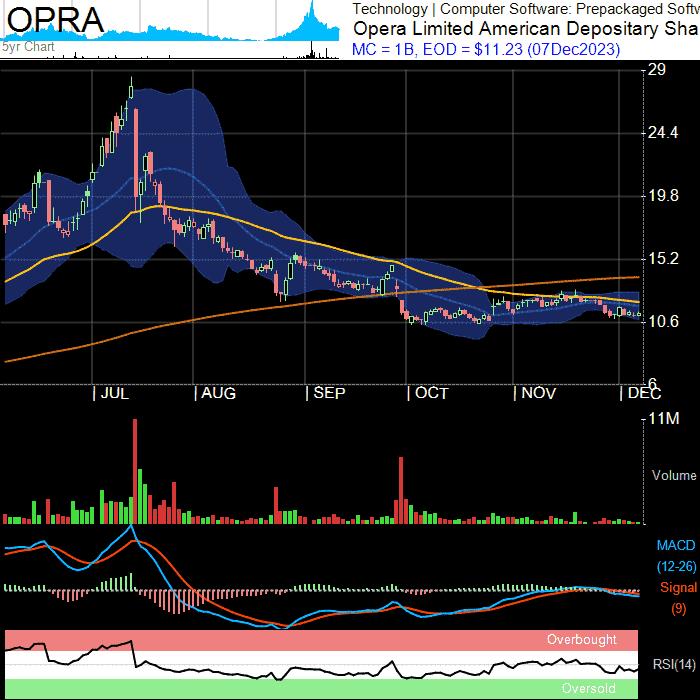 OPRA
5yr Chart
Technology | Computer Software: Prepackaged Softw
Opera Limited American Depositary Sha
MC = 1B, EOD = $11.23 (07Dec2023)
29
24.4
19.8
15.2
10.6
6
JUL AUG SEP OCT NOV DEC
11M
Volume
MACD
(12-26)
Signal
(9)
Overbought
RSI(14)
Oversold